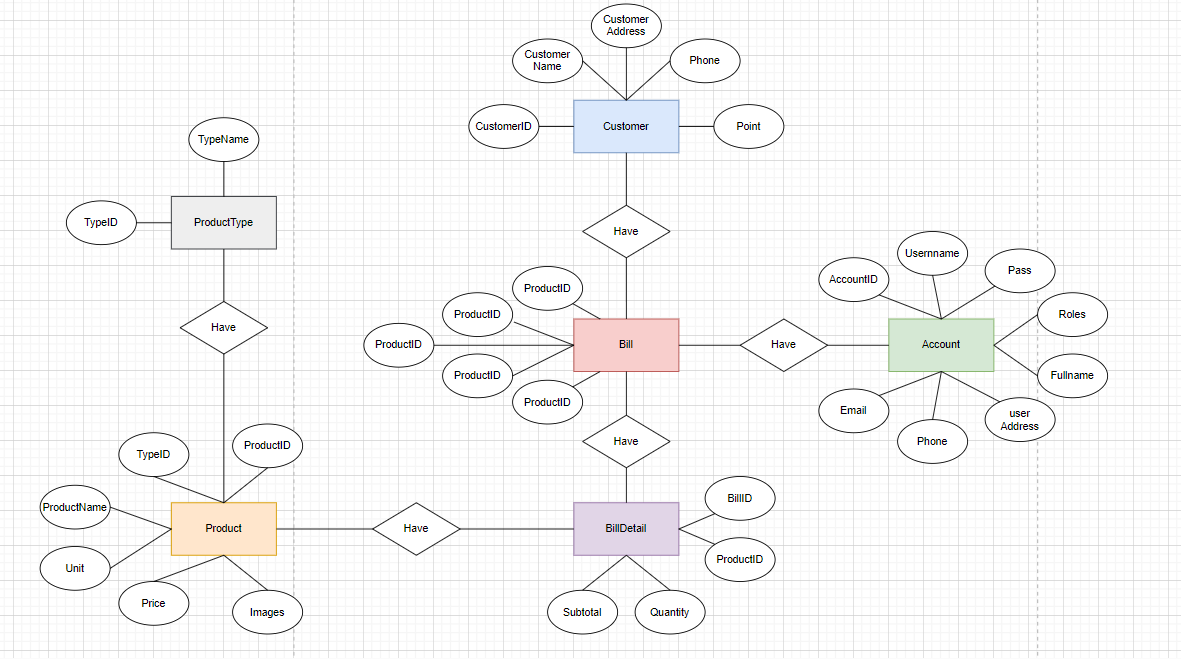 Customer
Address
Customer
Name
Phone
CustomerID
Customer
Point
TypeName
TypeID
ProductType
Have
Have
Usernname
AccountID
Pass
ProductID
ProductID
ProductID
ProductID
ProductID
Bill
Have
Account
Roles
Fullname
Email
Phone
user
Address
Have
Have
TypeID
ProductID
ProductName
Product
Unit
Price
Images
Have
BillDetail
BillID
ProductID
Subtotal
Quantity